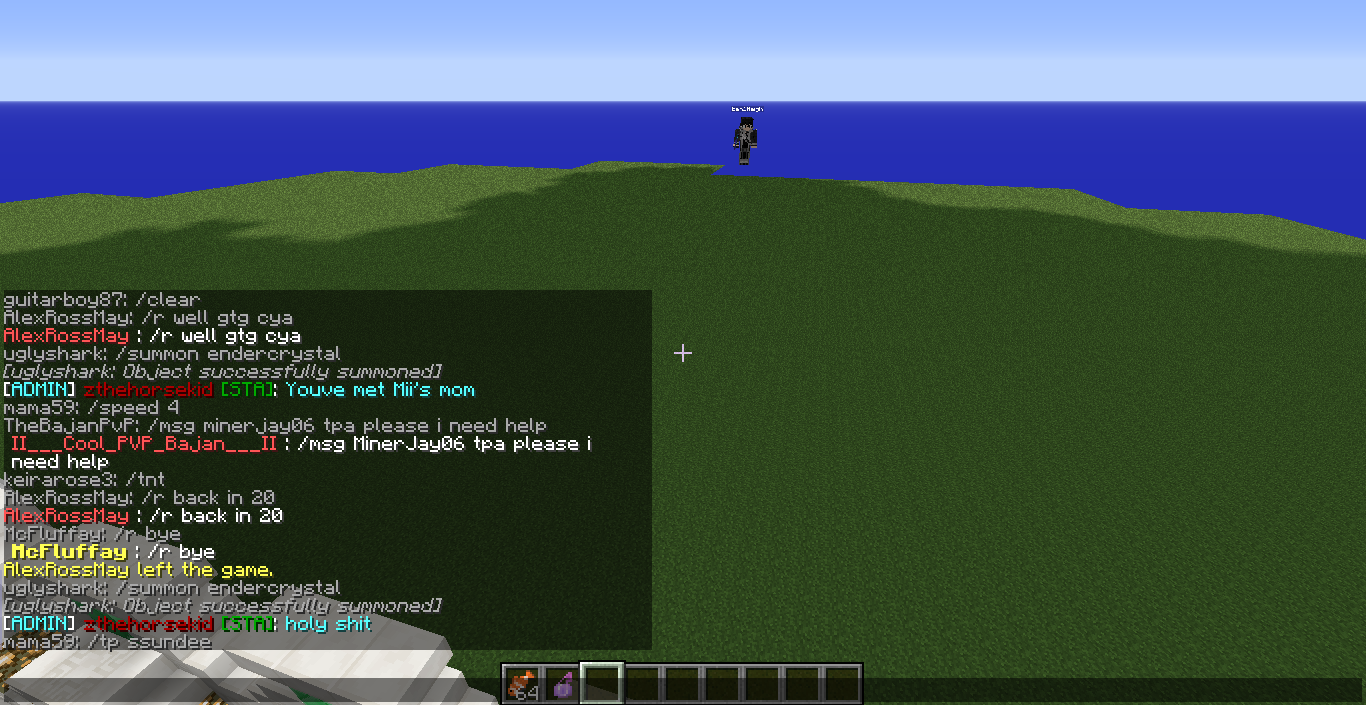 guitarboy87: /clear
AlexRossMay: /r well gtg cya
AlexRossMay : /r well gtg cya
uglyshark: /summon endercrystal
[uglyshark: Object successfully summoned]
[ADMIN] zthehorsekid [STA]: Youve met Mii's mom
mama59: /speed 4
TheBajanPvP: /msg minerjay06 tpa please i need help
II___Cool_PVP_Bajan___II : /msg MinerJay06 tpa please i
need help
keirarose3: /tnt
AlexRossMay: /r back in 20
AlexRossMay : /r back in 20
McFluffay: /r bye
McFluffay : /r bye
AlexRossMay left the game.
uglyshark: /summon endercrystal
[uglyshark: Object successfully summoned]
[ADMIN] zthehorsekid [STA]: holy shit
mama59: /tp ssundee
64